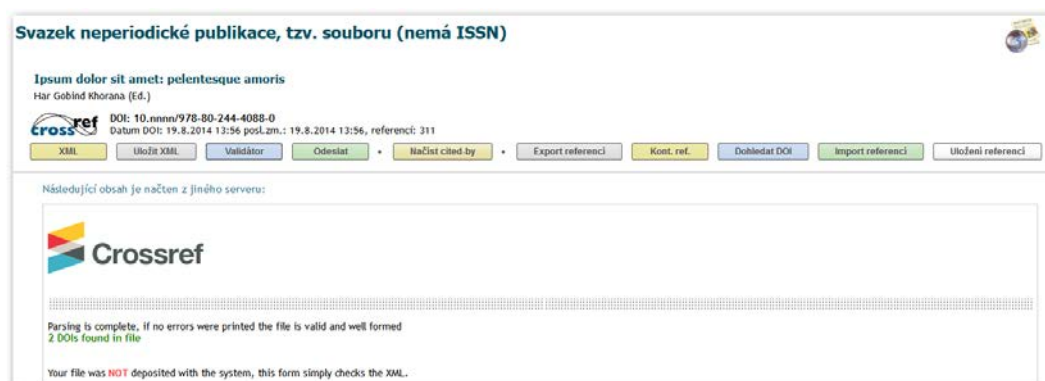 Svazek neperiodické publikace, tzv. souboru (nemá ISSN)
Ipsum dolor sit amet: pelentesque amoris
Har Gobind Khorana (Ed.)
crossref
DOI: 10.nnnn/978-80-244-4088-0
Datum DOI: 19.8.2014 13:56 posl.zm.: 19.8.2014 13:56, referencí: 311
XML Uložit XML Validátor Odeslat • Načíst cited-by • Export referencí Kont. ref. Dohledat DOI Import referencí Uložení referencí
Následující obsah je načten z jiného serveru:
Crossref
Parsing is complete, if no errors were printed the file is valid and well formed
2 DOIs found in file
Your file was NOT deposited with the system, this form simply checks the XML.